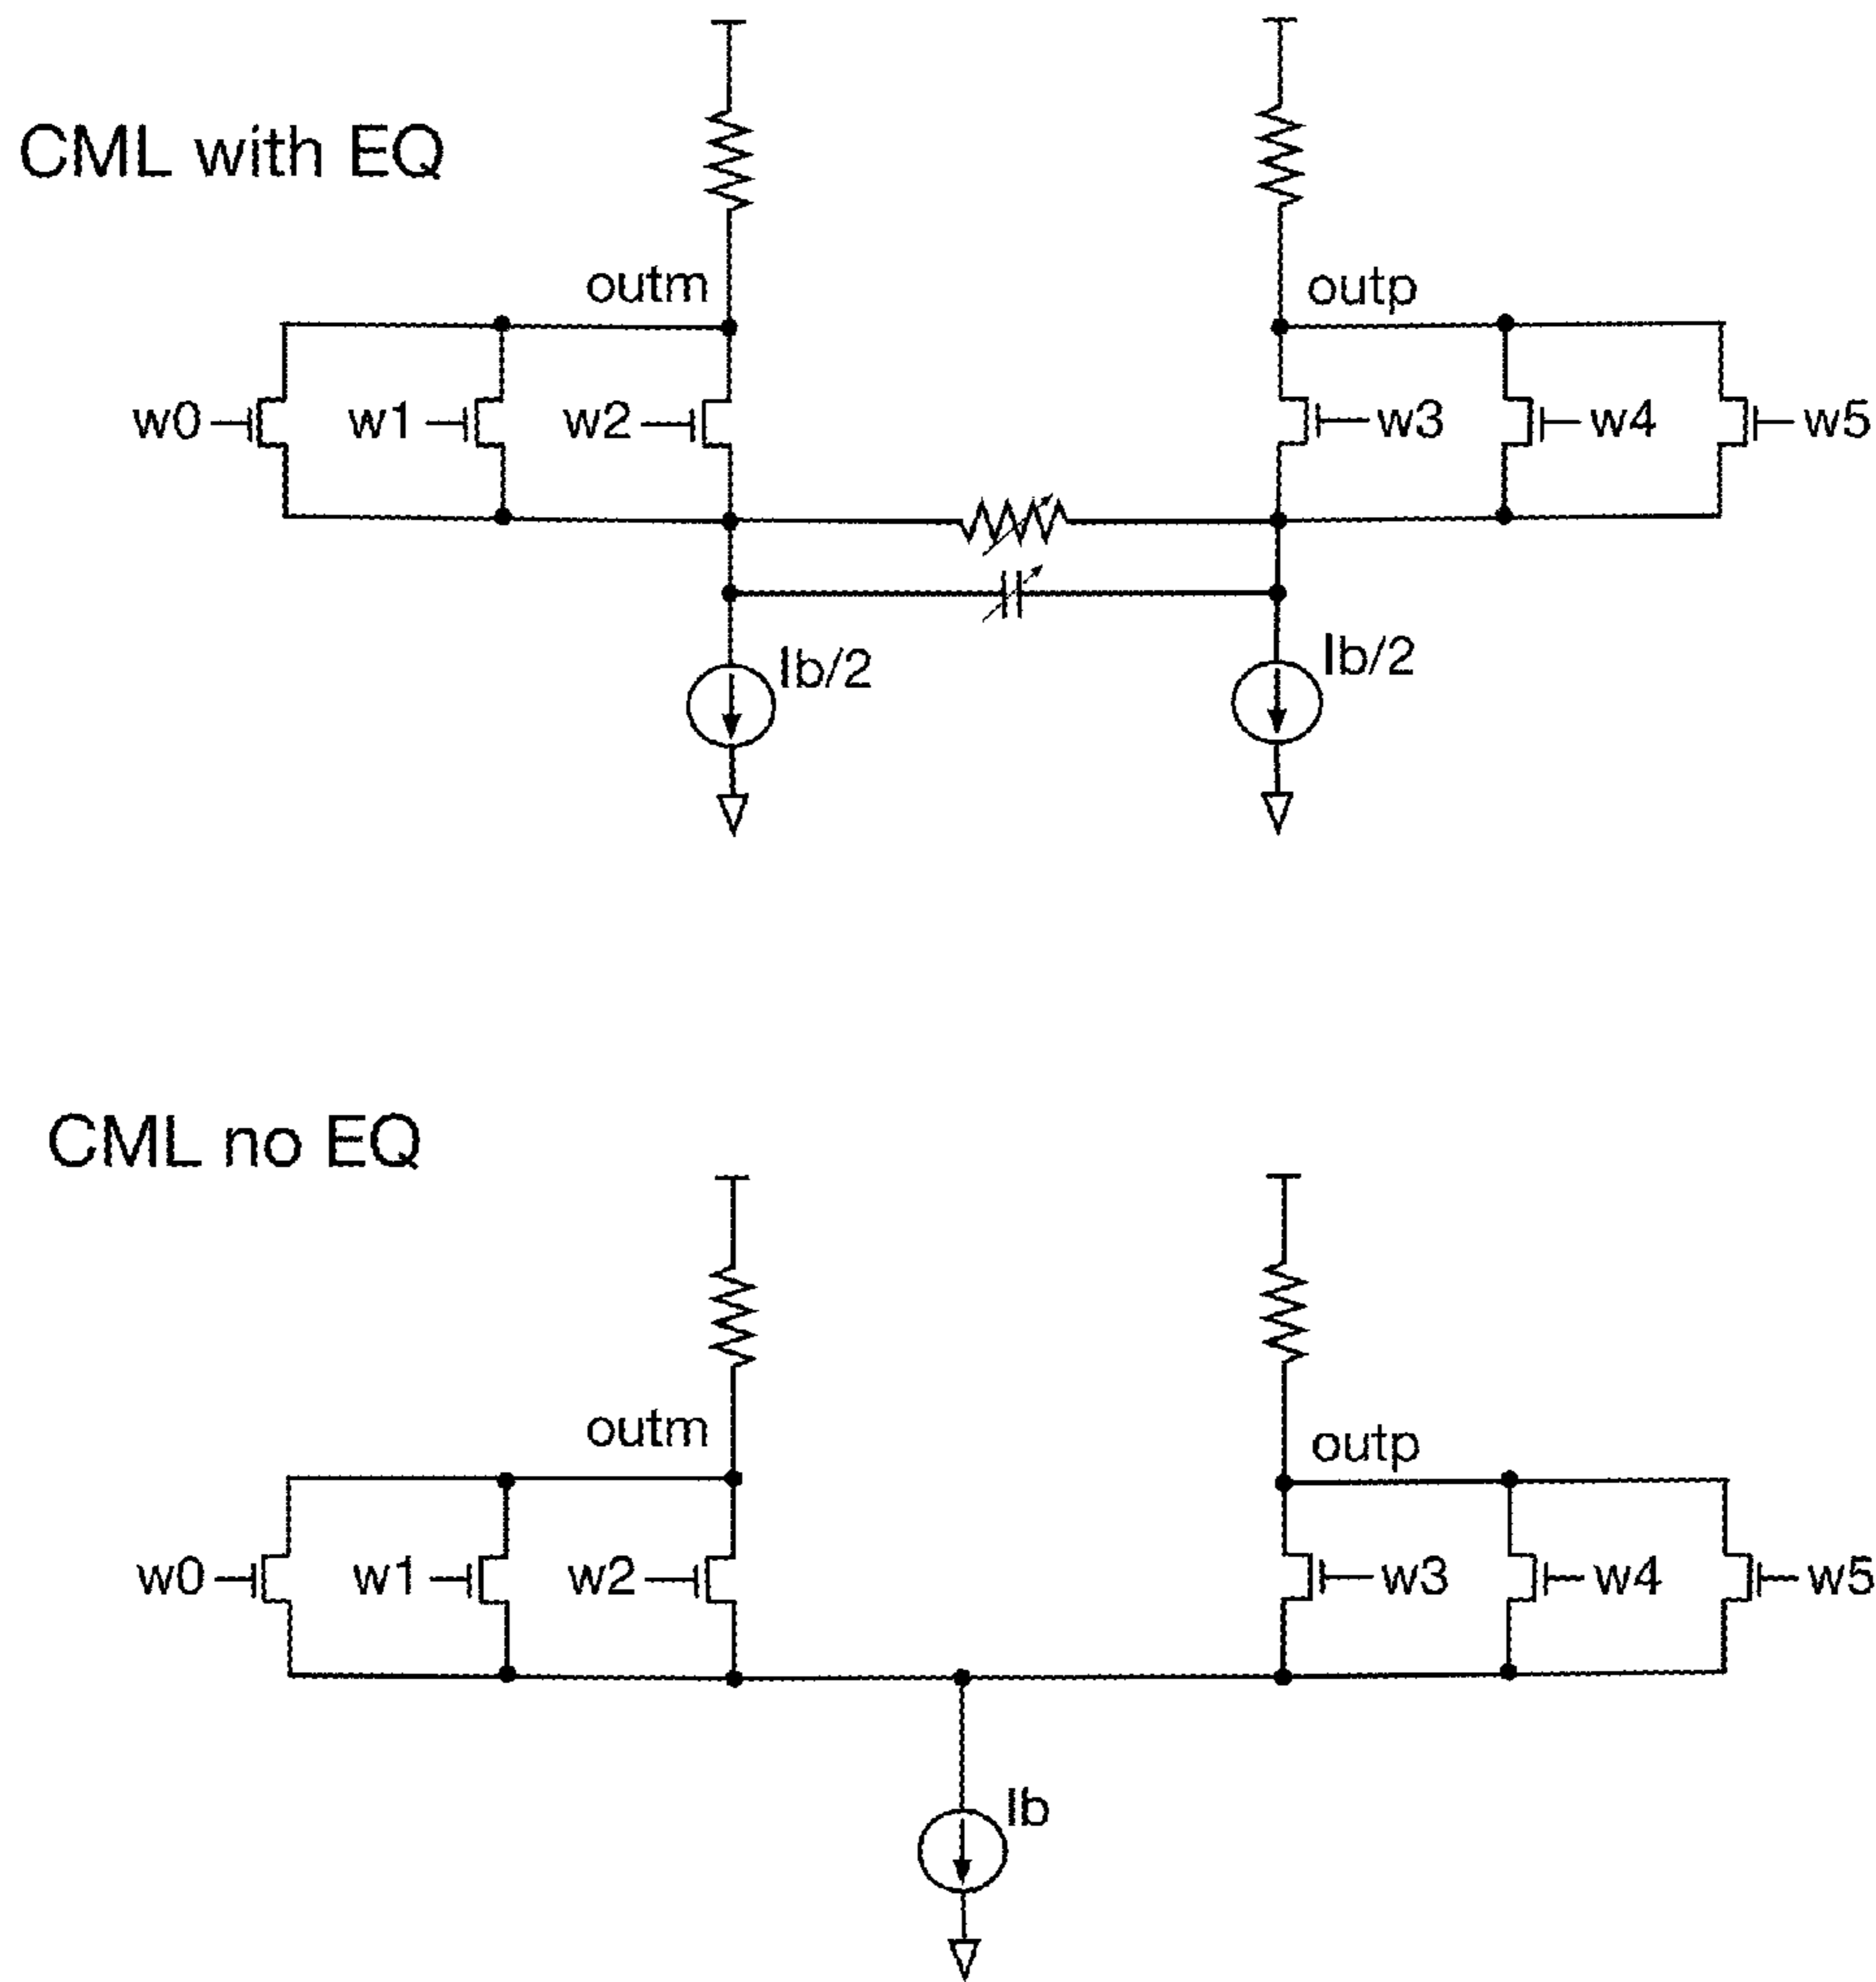 CML with EQ
outm
outp
w0
w1
w2
w3
w4
w5
Ib/2
Ib/2
CML no EQ
outm
outp
w0
w1
w2
w3
w4
w5
Ib